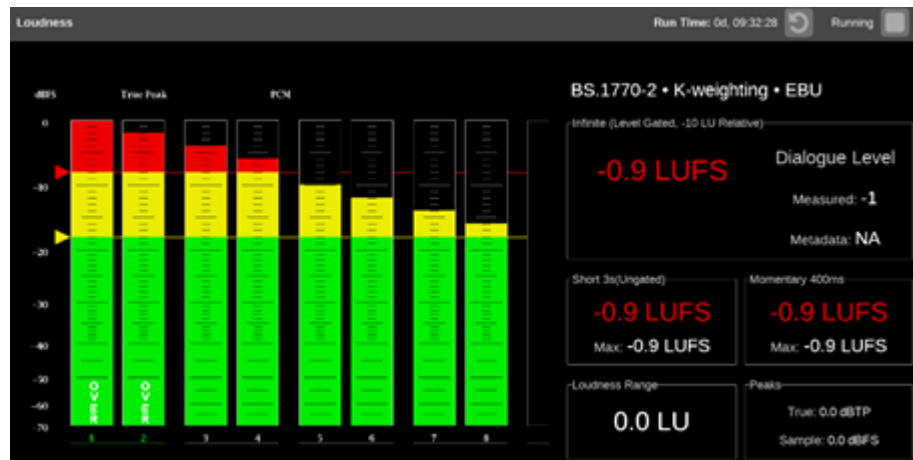 Loudness
Run Time: 0d, 09:32:28
Running
dBFS
True Peak
PCM
0
-10
-20
-30
-40
-50
-60
-70
OVER
OVER
1
2
3
4
5
6
7
8
BS.1770-2 • K-weighting • EBU
Infinite (Level Gated, -10 LU Relative)
-0.9 LUFS
Dialogue Level
Measured: -1
Metadata: NA
Short 3s(Ungated)
-0.9 LUFS
Max: -0.9 LUFS
Momentary 400ms
-0.9 LUFS
Max: -0.9 LUFS
Loudness Range
0.0 LU
Peaks
True: 0.0 dBTP
Sample: 0.0 dBFS